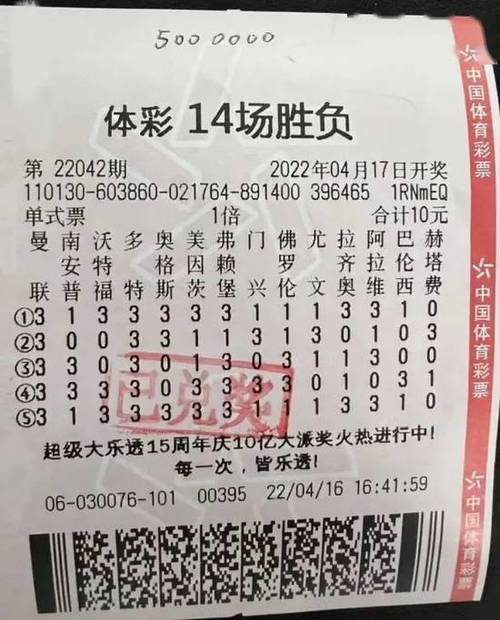 5000000
体彩 14场胜负
第 22042期 2022年04月17日开奖
110130-603860-021764-891400 396465 1RNmEQ
单式票 1倍 合计10元
曼 南 沃 多 奥 美 弗 门 佛 尤 拉 阿 巴 赫
安 特 格 因 赖 罗 齐 拉 伦 塔
联 普 福 特 斯 茨 堡 兴 伦 文 奥 维 西 费
①3 1 3 3 3 3 3 1 1 1 3 3 1 0
②3 0 0 3 3 1 1 3 1 3 0 1 0 3
③3 3 0 3 0 1 3 0 3 1 1 3 0 0
④3 3 3 3 0 3 3 3 3 0 1 0 3 1
⑤3 1 3 3 3 3 3 1 1 1 3 3 3 0
已兑奖
超级大乐透15周年庆10亿大派奖火热进行中!
每一次，皆乐透!
06-030076-101 00395 22/04/16 16:41:59
中国体育彩票
中国体育彩票
中国体育彩票